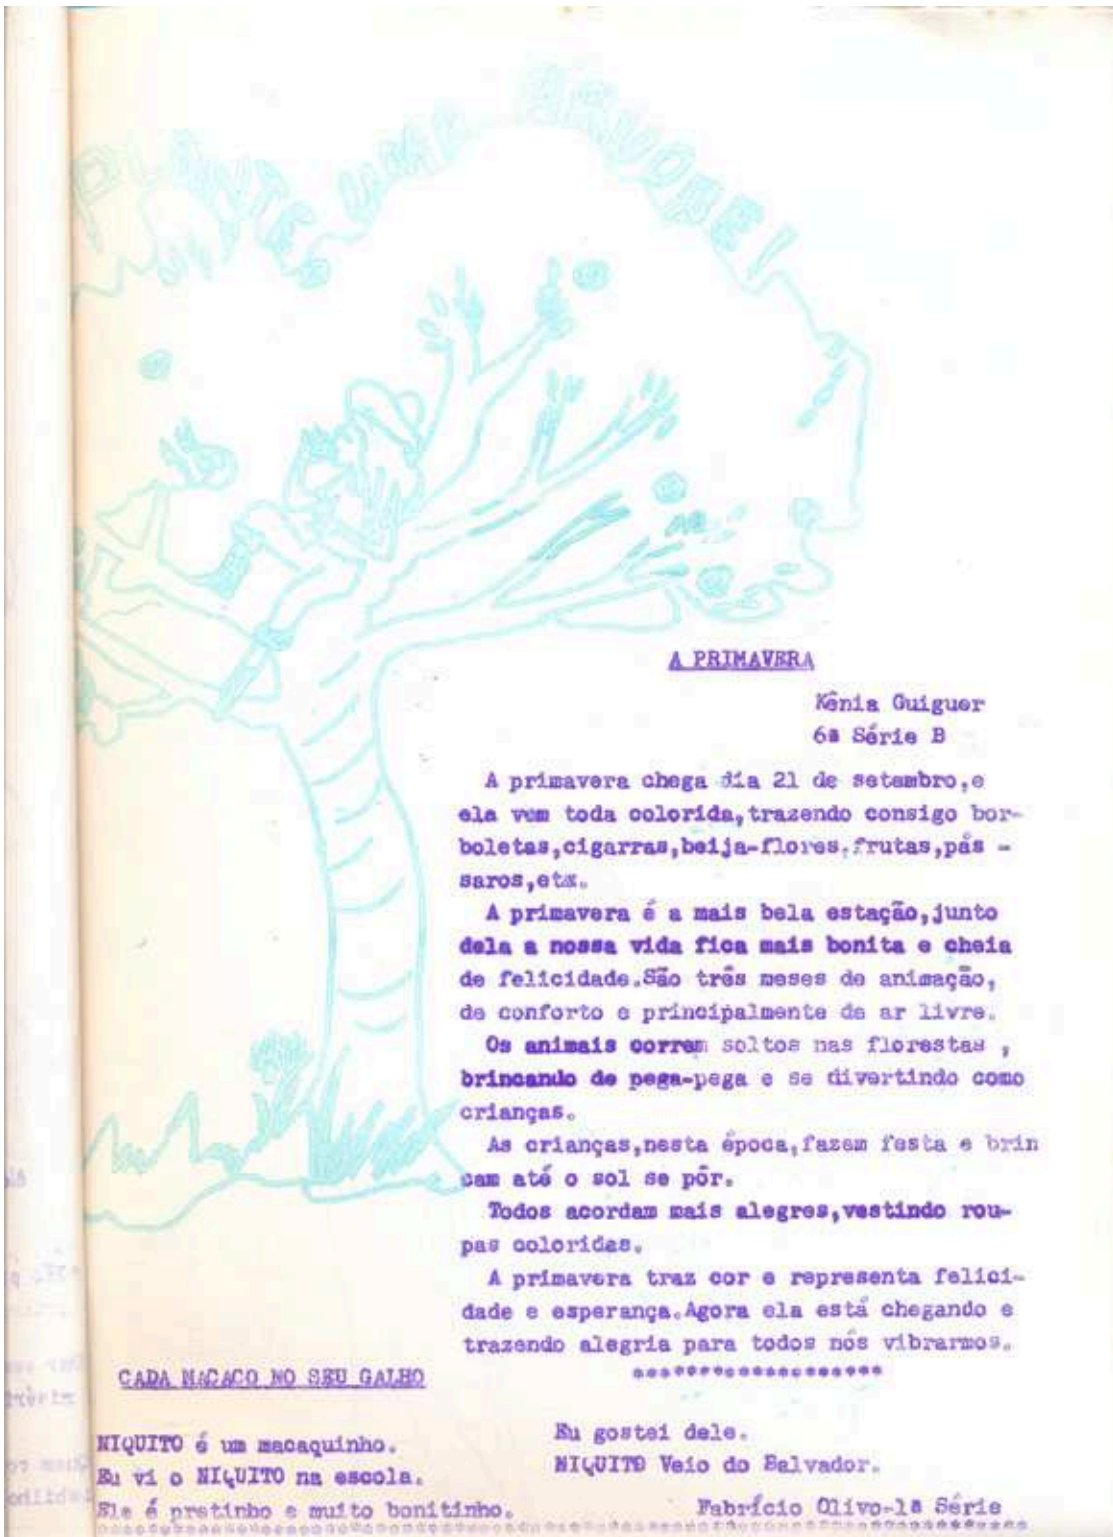 PLANTE UMA ARVORE!
A PRIMAVERA
Kênia Guiguer
6ª Série B
A primavera chega dia 21 de setembro,e
ela vem toda colorida,trazendo consigo bor-
boletas,cigarras,beija-flores,frutas,pás -
saros,etx.
A primavera é a mais bela estação,junto
dela a nossa vida fica mais bonita e cheia
de felicidade.São três meses de animação,
de conforto e principalmente de ar livre.
Os animais correm soltos nas florestas ,
brincando de pega-pega e se divertindo como
crianças.
As crianças,nesta época,fazem festa e brin
cam até o sol se pôr.
Todos acordam mais alegres,vestindo rou-
pas coloridas.
A primavera traz cor e representa felici-
dade e esperança.Agora ela está chegando e
trazendo alegria para todos nós vibrarmos.
*******************
CADA MACACO NO SEU GALHO
NIQUITO é um macaquinho.
Eu vi o NIQUITO na escola.
Ele é pretinho e muito bonitinho.
Eu gostei dele.
NIQUITO Veio do Salvador.
Fabrício Olivo-1ª Série